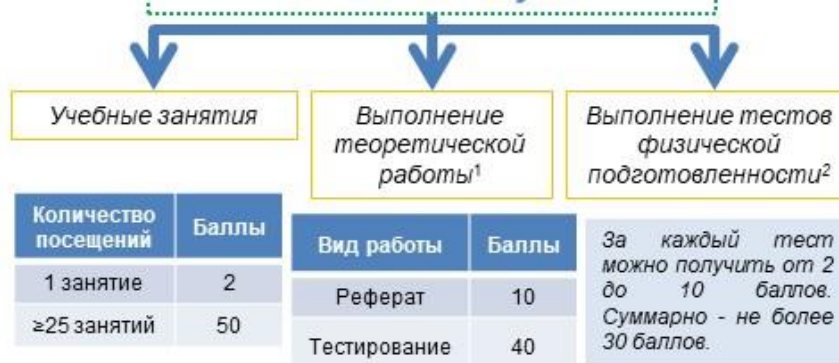 Учебные занятия
Выполнение
теоретической
работы¹
Выполнение тестов
физической
подготовленности²
Количество
посещений
Баллы
1 занятие
2
≥25 занятий
50
Вид работы
Баллы
Реферат
10
Тестирование
40
За каждый тест
можно получить от 2
до 10 баллов.
Суммарно - не более
30 баллов.